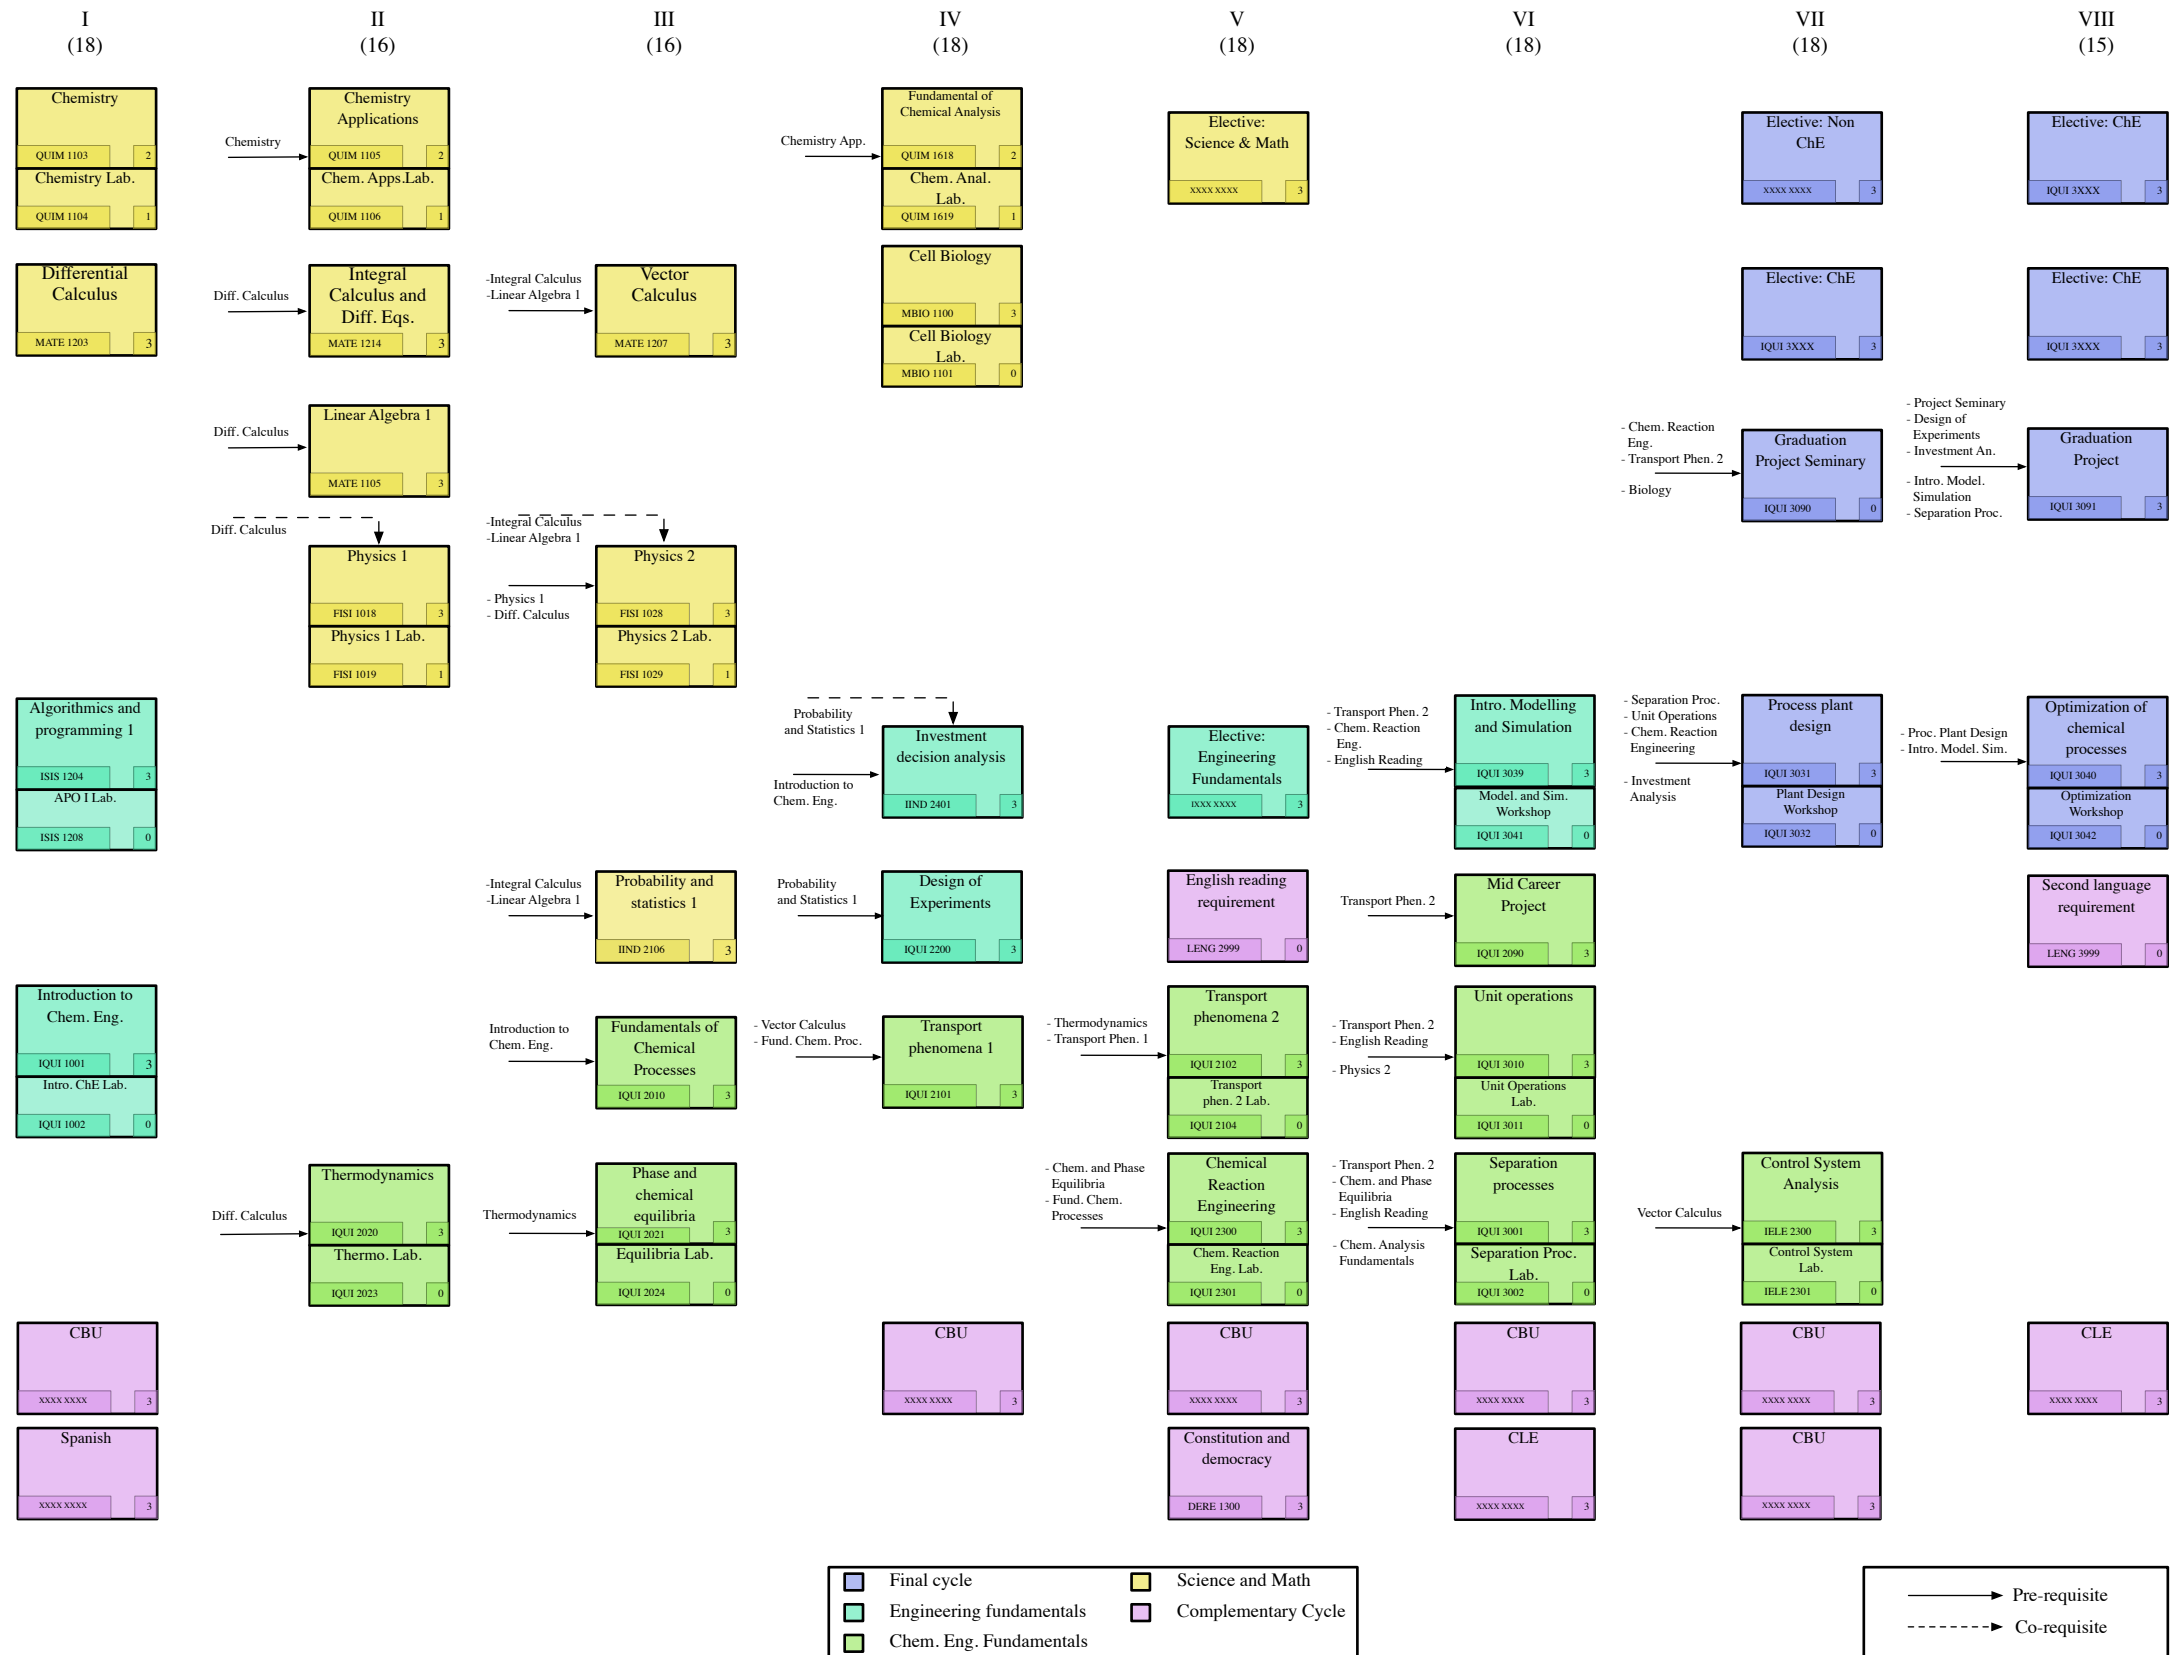 I
(18)
II
(16)
III
(16)
IV
(18)
V
(18)
VI
(18)
VII
(18)
VIII
(15)
Chemistry
QUIM 1103 2
Chemistry Lab.
QUIM 1104 1
Differential
Calculus
MATE 1203 3
Algorithmics and
programming 1
ISIS 1204 3
APO I Lab.
ISIS 1208 0
Introduction to
Chem. Eng.
IQUI 1001 3
Intro. ChE Lab.
IQUI 1002 0
CBU
XXXX XXXX 3
Spanish
XXXX XXXX 3
Chemistry
Chemistry
Applications
QUIM 1105 2
Chem. Apps.Lab.
QUIM 1106 1
Diff. Calculus
Integral
Calculus and
Diff. Eqs.
MATE 1214 3
Diff. Calculus
Linear Algebra 1
MATE 1105 3
Diff. Calculus
Physics 1
FISI 1018 3
Physics 1 Lab.
FISI 1019 1
Diff. Calculus
Thermodynamics
IQUI 2020 3
Thermo. Lab.
IQUI 2023 0
-Integral Calculus
-Linear Algebra 1
Vector
Calculus
MATE 1207 3
-Integral Calculus
-Linear Algebra 1
- Physics 1
- Diff. Calculus
Physics 2
FISI 1028 3
Physics 2 Lab.
FISI 1029 1
-Integral Calculus
-Linear Algebra 1
Probability and
statistics 1
IIND 2106 3
Introduction to
Chem. Eng.
Fundamentals of
Chemical
Processes
IQUI 2010 3
Thermodynamics
Phase and
chemical
equilibria
IQUI 2021 3
Equilibria Lab.
IQUI 2024 0
Chemistry App.
Fundamental of
Chemical Analysis
QUIM 1618 2
Chem. Anal.
Lab.
QUIM 1619 1
Cell Biology
MBIO 1100 3
Cell Biology
Lab.
MBIO 1101 0
Probability
and Statistics 1
Introduction to
Chem. Eng.
Investment
decision analysis
IIND 2401 3
Probability
and Statistics 1
Design of
Experiments
IQUI 2200 3
- Vector Calculus
- Fund. Chem. Proc.
Transport
phenomena 1
IQUI 2101 3
CBU
XXXX XXXX 3
Elective:
Science & Math
XXXX XXXX 3
Elective:
Engineering
Fundamentals
IXXX XXXX 3
English reading
requirement
LENG 2999 0
- Thermodynamics
- Transport Phen. 1
Transport
phenomena 2
IQUI 2102 3
Transport
phen. 2 Lab.
IQUI 2104 0
- Chem. and Phase
Equilibria
- Fund. Chem.
Processes
Chemical
Reaction
Engineering
IQUI 2300 3
Chem. Reaction
Eng. Lab.
IQUI 2301 0
CBU
XXXX XXXX 3
Constitution and
democracy
DERE 1300 3
- Transport Phen. 2
- Chem. Reaction
Eng.
- English Reading
Intro. Modelling
and Simulation
IQUI 3039 3
Model. and Sim.
Workshop
IQUI 3041 0
Transport Phen. 2
Mid Career
Project
IQUI 2090 3
- Transport Phen. 2
- English Reading
- Physics 2
Unit operations
IQUI 3010 3
Unit Operations
Lab.
IQUI 3011 0
- Transport Phen. 2
- Chem. and Phase
Equilibria
- English Reading
- Chem. Analysis
Fundamentals
Separation
processes
IQUI 3001 3
Separation Proc.
Lab.
IQUI 3002 0
CBU
XXXX XXXX 3
CLE
XXXX XXXX 3
Elective: Non
ChE
XXXX XXXX 3
Elective: ChE
IQUI 3XXX 3
- Chem. Reaction
Eng.
- Transport Phen. 2
- Biology
Graduation
Project Seminary
IQUI 3090 0
- Separation Proc.
- Unit Operations
- Chem. Reaction
Engineering
- Investment
Analysis
Process plant
design
IQUI 3031 3
Plant Design
Workshop
IQUI 3032 0
Vector Calculus
Control System
Analysis
IELE 2300 3
Control System
Lab.
IELE 2301 0
CBU
XXXX XXXX 3
CBU
XXXX XXXX 3
Elective: ChE
IQUI 3XXX 3
Elective: ChE
IQUI 3XXX 3
- Project Seminary
- Design of
Experiments
- Investment An.
- Intro. Model.
Simulation
- Separation Proc.
Graduation
Project
IQUI 3091 3
- Proc. Plant Design
- Intro. Model. Sim.
Optimization of
chemical
processes
IQUI 3040 3
Optimization
Workshop
IQUI 3042 0
Second language
requirement
LENG 3999 0
CLE
XXXX XXXX 3
Final cycle
Engineering fundamentals
Chem. Eng. Fundamentals
Science and Math
Complementary Cycle
Pre-requisite
Co-requisite